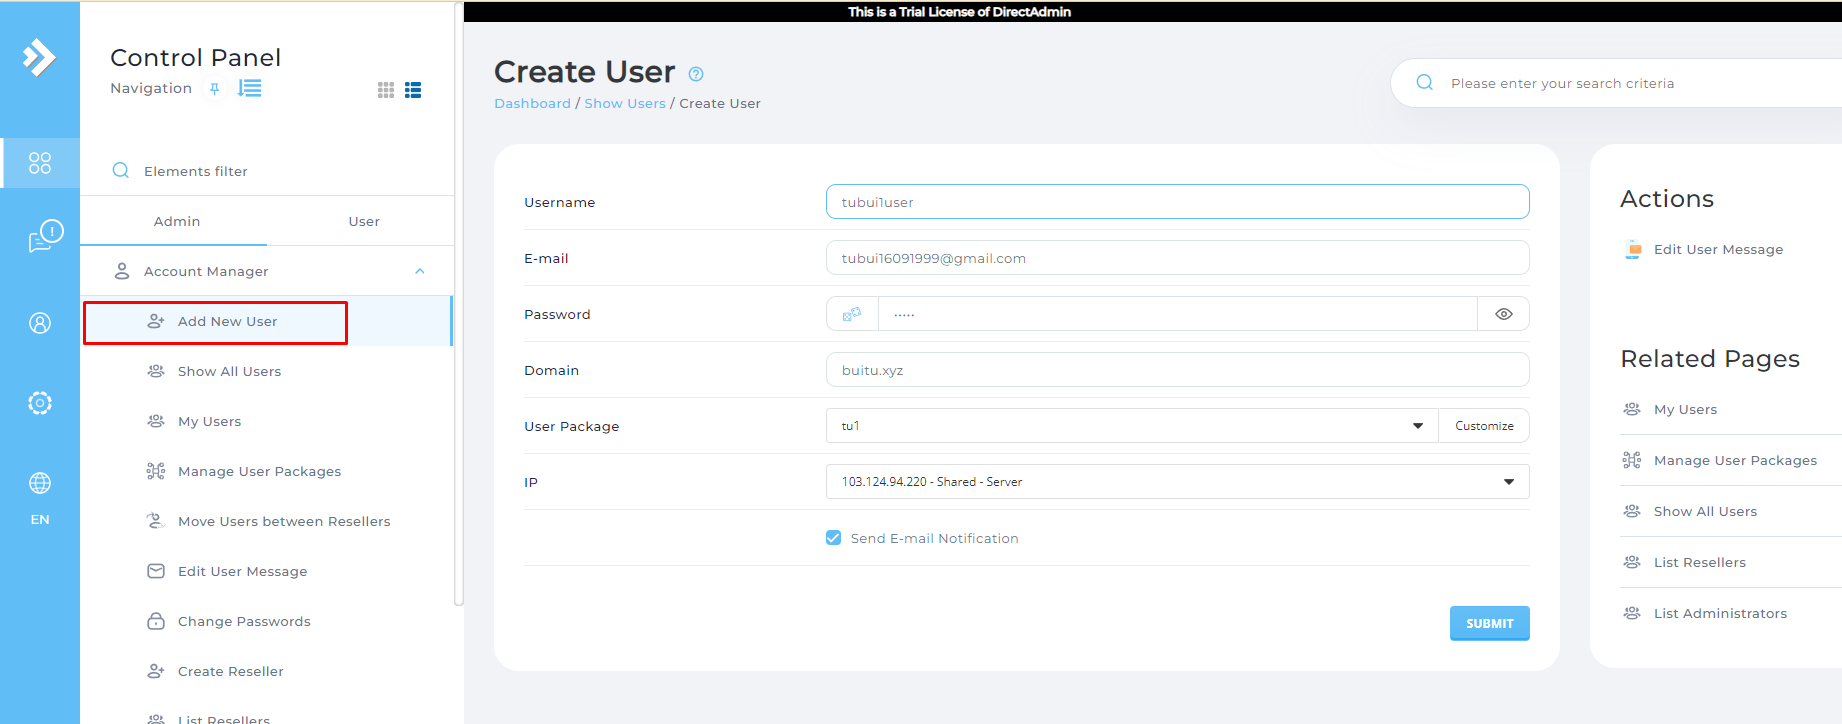 This is a Trial License of DirectAdmin
Control Panel
Navigation
Elements filter
Admin
User
Account Manager
Add New User
Show All Users
My Users
Manage User Packages
Move Users between Resellers
Edit User Message
Change Passwords
Create Reseller
List Resellers
EN
Create User
Dashboard / Show Users / Create User
Please enter your search criteria
Username
tubui1user
E-mail
tubui16091999@gmail.com
Password
·····
Domain
buitu.xyz
User Package
tu1
Customize
IP
103.124.94.220 - Shared - Server
Send E-mail Notification
SUBMIT
Actions
Edit User Message
Related Pages
My Users
Manage User Packages
Show All Users
List Resellers
List Administrators